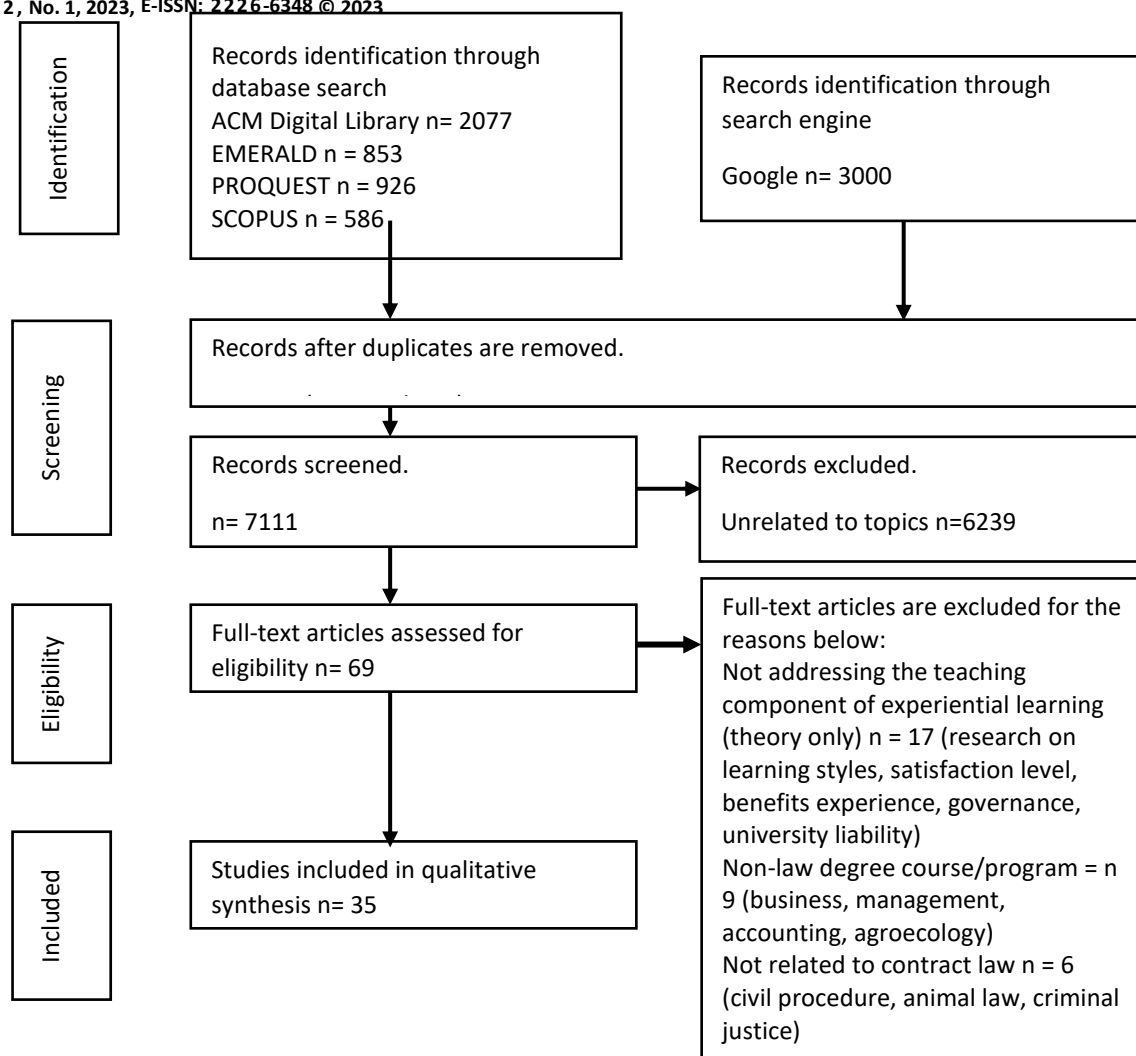 2, No. 1, 2023, E-ISSN: 2226-6348 © 2023
Identification
Records identification through
database search
ACM Digital Library n= 2077
EMERALD n = 853
PROQUEST n = 926
SCOPUS n = 586
Records identification through
search engine
Google n= 3000
Screening
Records after duplicates are removed.
Records screened.
n= 7111
Records excluded.
Unrelated to topics n=6239
Eligibility
Full-text articles assessed for
eligibility n= 69
Full-text articles are excluded for the
reasons below:
Not addressing the teaching
component of experiential learning
(theory only) n = 17 (research on
learning styles, satisfaction level,
benefits experience, governance,
university liability)
Non-law degree course/program = n
9 (business, management,
accounting, agroecology)
Not related to contract law n = 6
(civil procedure, animal law, criminal
justice)
Included
Studies included in qualitative
synthesis n= 35